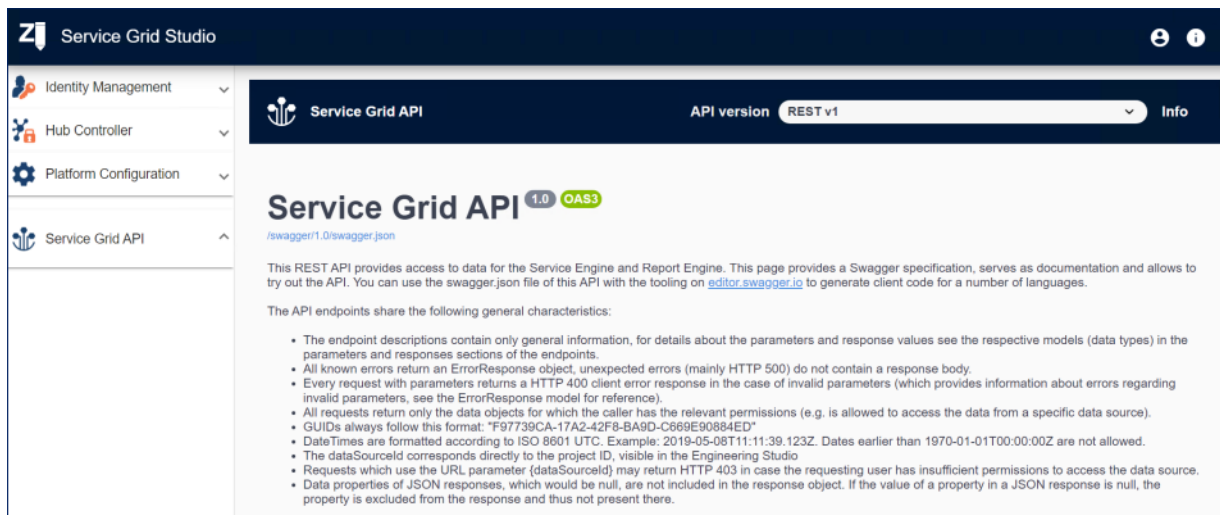 Service Grid Studio
Identity Management
Hub Controller
Platform Configuration
Service Grid API
Service Grid API
API version REST v1 Info
Service Grid API 1.0 OAS3
/swagger/1.0/swagger.json
This REST API provides access to data for the Service Engine and Report Engine. This page provides a Swagger specification, serves as documentation and allows to
try out the API. You can use the swagger.json file of this API with the tooling on editor.swagger.io to generate client code for a number of languages.
The API endpoints share the following general characteristics:
• The endpoint descriptions contain only general information, for details about the parameters and response values see the respective models (data types) in the
parameters and responses sections of the endpoints.
• All known errors return an ErrorResponse object, unexpected errors (mainly HTTP 500) do not contain a response body.
• Every request with parameters returns a HTTP 400 client error response in the case of invalid parameters (which provides information about errors regarding
invalid parameters, see the ErrorResponse model for reference).
• All requests return only the data objects for which the caller has the relevant permissions (e.g. is allowed to access the data from a specific data source).
• GUIDs always follow this format: "F97739CA-17A2-42F8-BA9D-C669E90884ED"
• DateTimes are formatted according to ISO 8601 UTC. Example: 2019-05-08T11:11:39.123Z. Dates earlier than 1970-01-01T00:00:00Z are not allowed.
• The dataSourceId corresponds directly to the project ID, visible in the Engineering Studio
• Requests which use the URL parameter {dataSourceId} may return HTTP 403 in case the requesting user has insufficient permissions to access the data source.
• Data properties of JSON responses, which would be null, are not included in the response object. If the value of a property in a JSON response is null, the
property is excluded from the response and thus not present there.